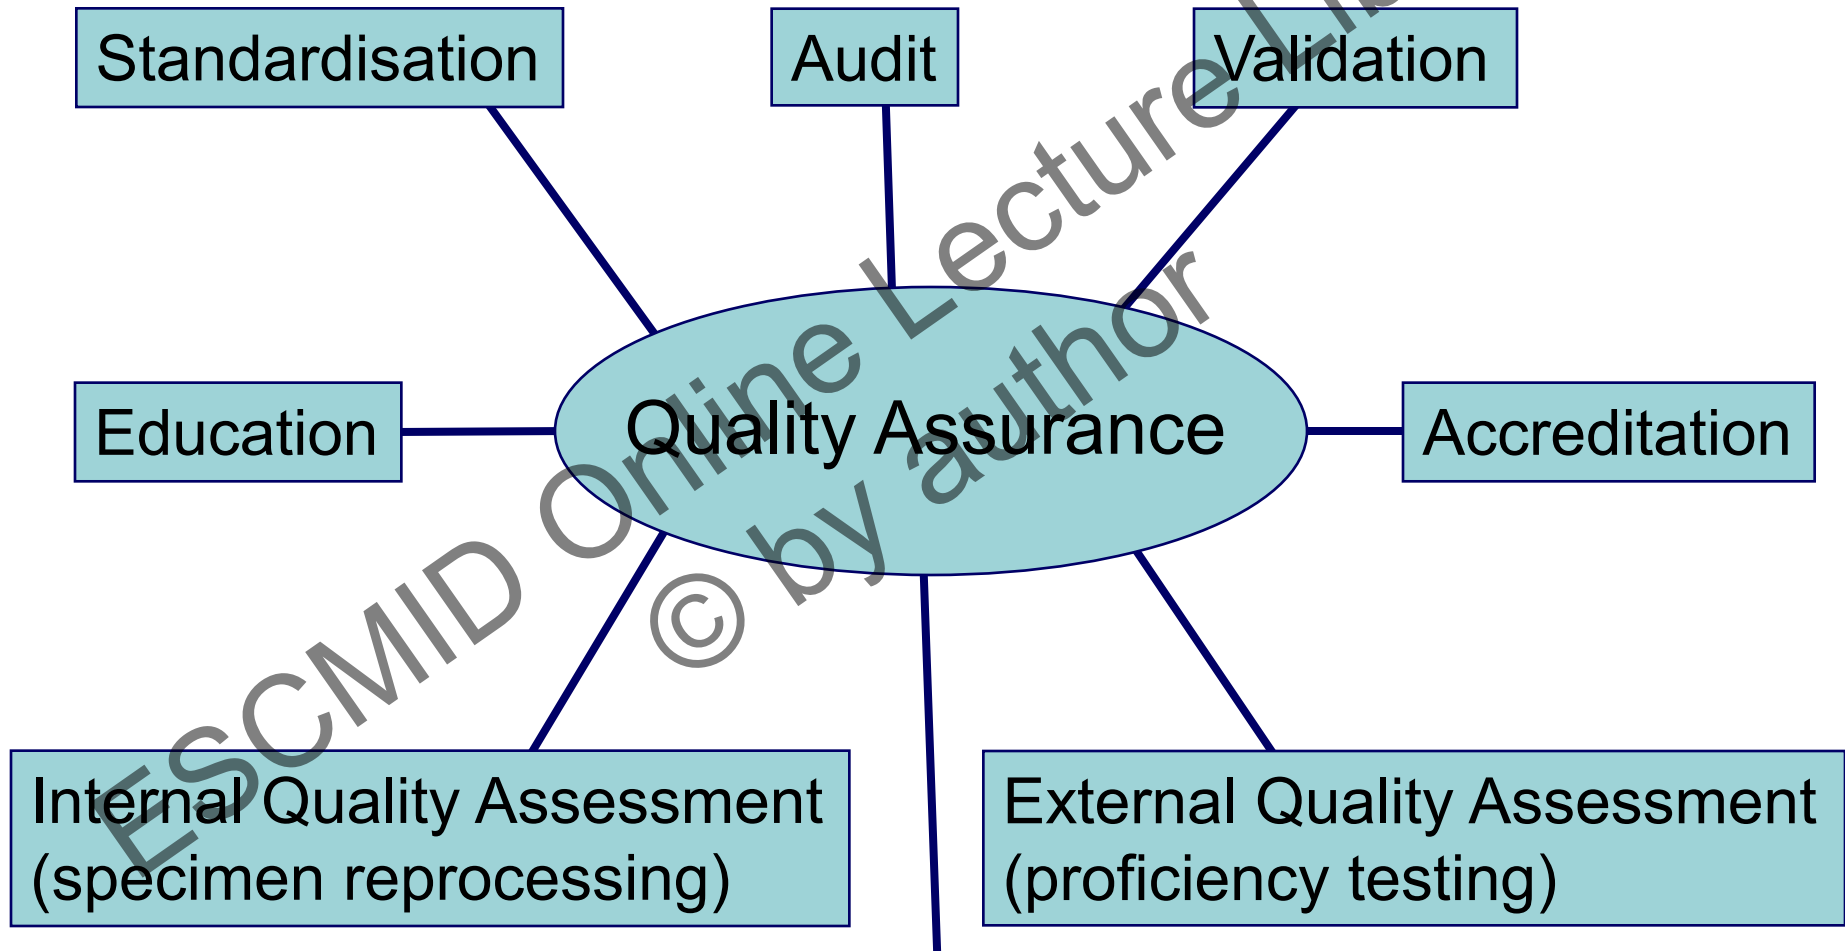 Standardisation
Audit
Validation
Education
Quality Assurance
Accreditation
Internal Quality Assessment
(specimen reprocessing)
External Quality Assessment
(proficiency testing)
ESCMID Online Lecture
© by author